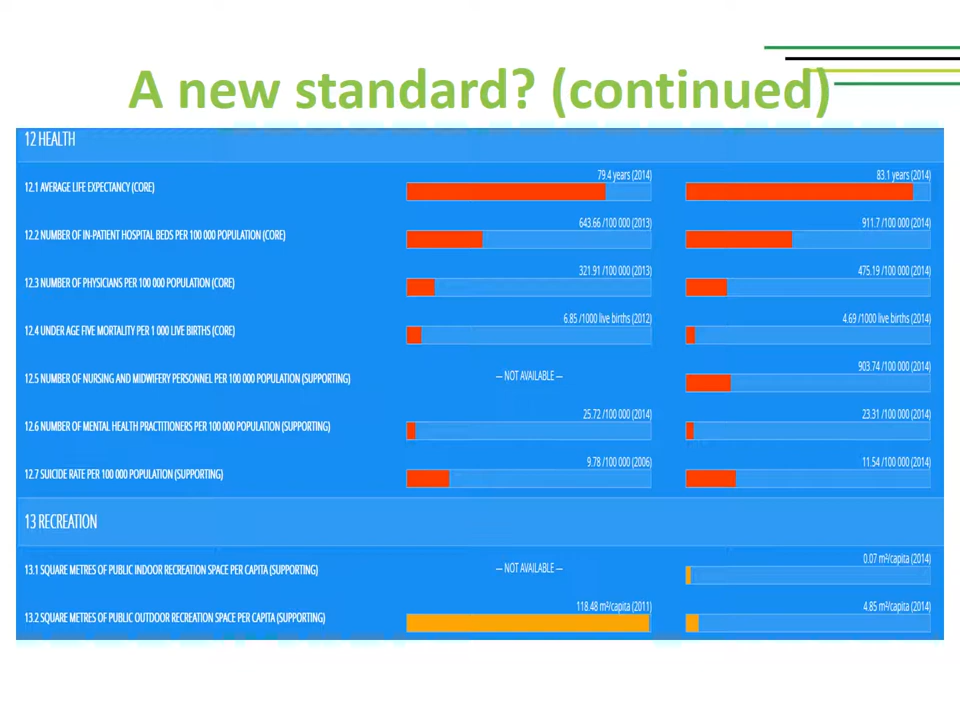 A new standard? (continued)
12 HEALTH
79.4 years (2014) 83.1 years (2014)
12.1 AVERAGE LIFE EXPECTANCY (CORE)
643.66 /100 000 (2013) 911.7 /100 000 (2014)
12.2 NUMBER OF IN-PATIENT HOSPITAL BEDS PER 100 000 POPULATION (CORE)
321.91 /100 000 (2013) 475.19 /100 000 (2014)
12.3 NUMBER OF PHYSICIANS PER 100 000 POPULATION (CORE)
6.85 /1000 live births (2012) 4.69 /1000 live births (2014)
12.4 UNDER AGE FIVE MORTALITY PER 1 000 LIVE BIRTHS (CORE)
903.74 /100 000 (2014)
12.5 NUMBER OF NURSING AND MIDWIFERY PERSONNEL PER 100 000 POPULATION (SUPPORTING) — NOT AVAILABLE —
25.72 /100 000 (2014) 23.31 /100 000 (2014)
12.6 NUMBER OF MENTAL HEALTH PRACTITIONERS PER 100 000 POPULATION (SUPPORTING)
9.78 /100 000 (2006) 11.54 /100 000 (2014)
12.7 SUICIDE RATE PER 100 000 POPULATION (SUPPORTING)
13 RECREATION
0.07 m²/capita (2014)
13.1 SQUARE METRES OF PUBLIC INDOOR RECREATION SPACE PER CAPITA (SUPPORTING) — NOT AVAILABLE —
118.48 m²/capita (2011) 4.85 m²/capita (2014)
13.2 SQUARE METRES OF PUBLIC OUTDOOR RECREATION SPACE PER CAPITA (SUPPORTING)